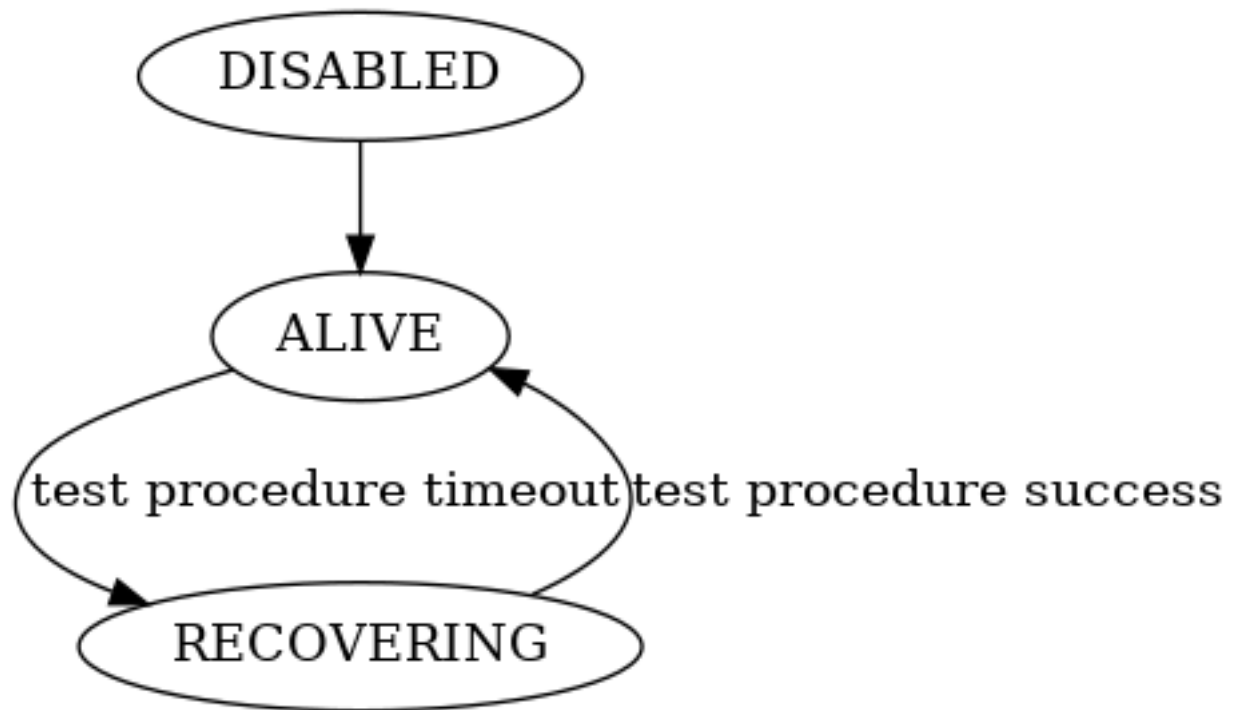 DISABLED
ALIVE
test procedure timeout
test procedure success
RECOVERING